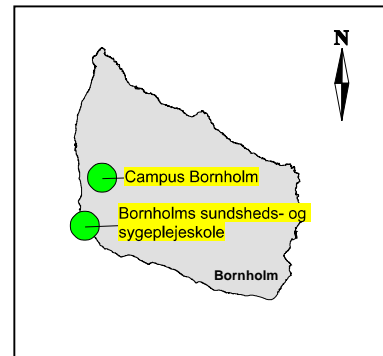 N
Campus Bornholm
Bornholms sundsheds- og
sygeplejeskole
Bornholm